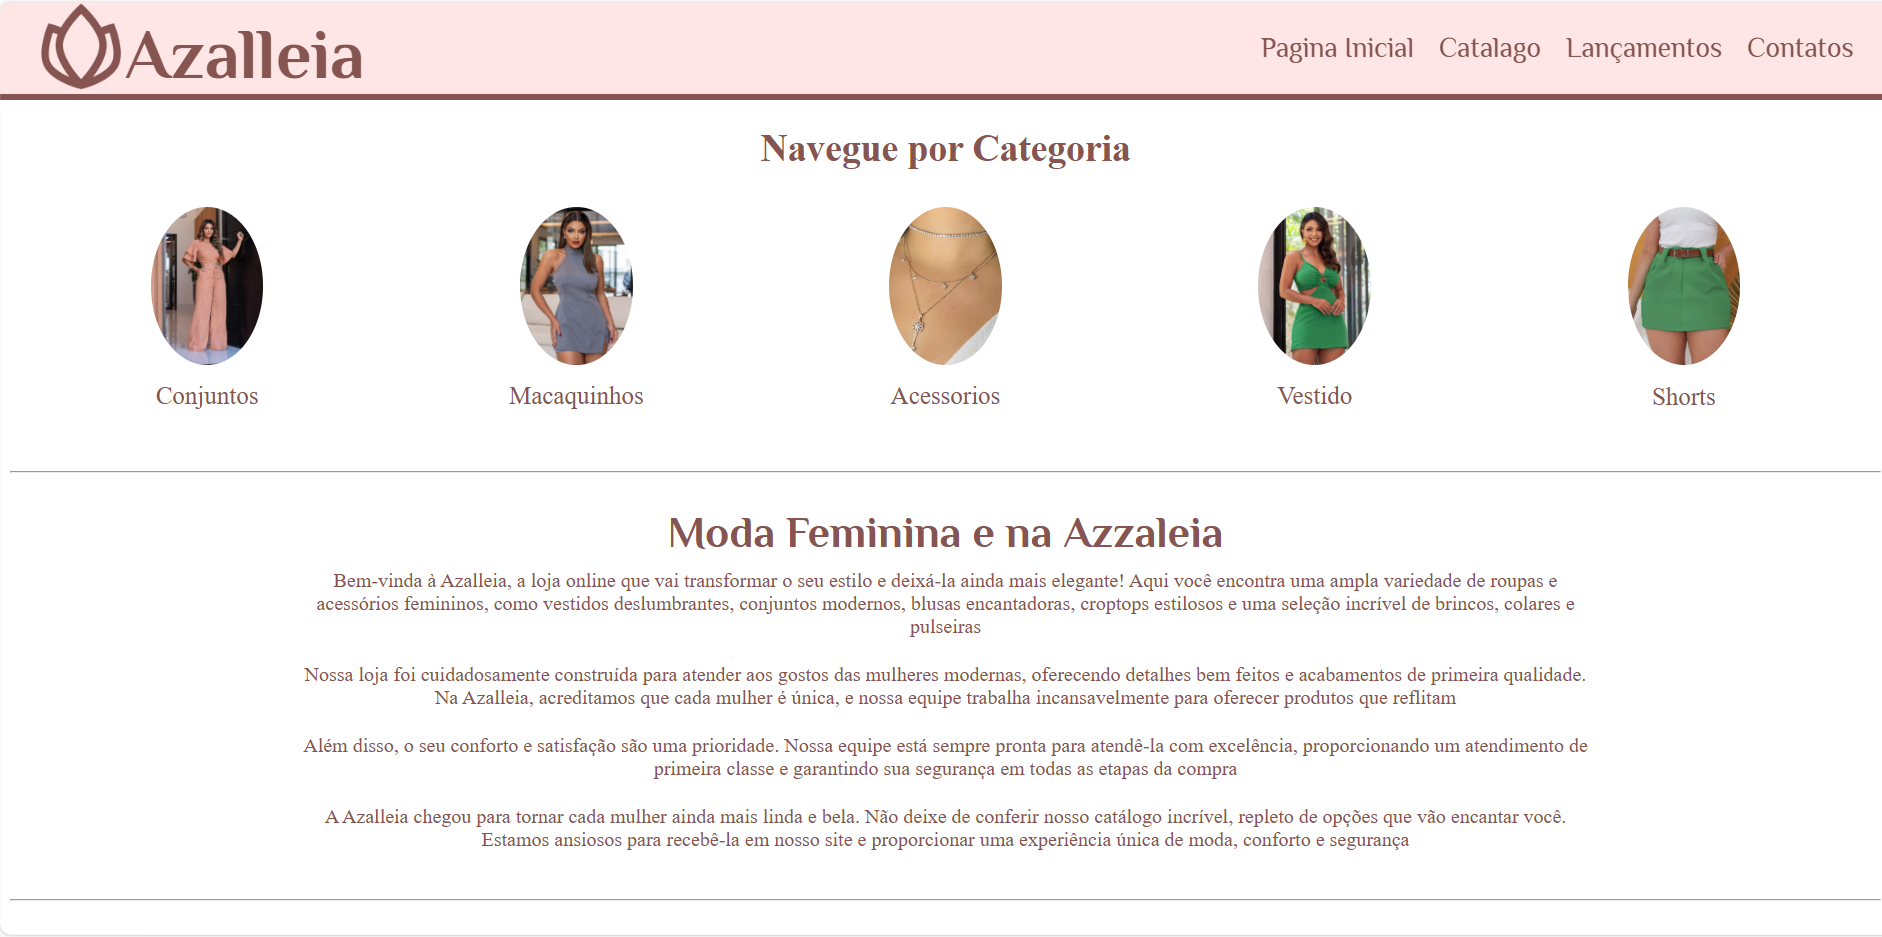 Azalleia
Pagina Inicial Catalago Lançamentos Contatos
Navegue por Categoria
Conjuntos Macaquinhos Acessorios Vestido Shorts
Moda Feminina e na Azzaleia
Bem-vinda à Azalleia, a loja online que vai transformar o seu estilo e deixá-la ainda mais elegante! Aqui você encontra uma ampla variedade de roupas e
acessórios femininos, como vestidos deslumbrantes, conjuntos modernos, blusas encantadoras, croptops estilosos e uma seleção incrível de brincos, colares e
pulseiras
Nossa loja foi cuidadosamente construída para atender aos gostos das mulheres modernas, oferecendo detalhes bem feitos e acabamentos de primeira qualidade.
Na Azalleia, acreditamos que cada mulher é única, e nossa equipe trabalha incansavelmente para oferecer produtos que reflitam
Além disso, o seu conforto e satisfação são uma prioridade. Nossa equipe está sempre pronta para atendê-la com excelência, proporcionando um atendimento de
primeira classe e garantindo sua segurança em todas as etapas da compra
A Azalleia chegou para tornar cada mulher ainda mais linda e bela. Não deixe de conferir nosso catálogo incrível, repleto de opções que vão encantar você.
Estamos ansiosos para recebê-la em nosso site e proporcionar uma experiência única de moda, conforto e segurança